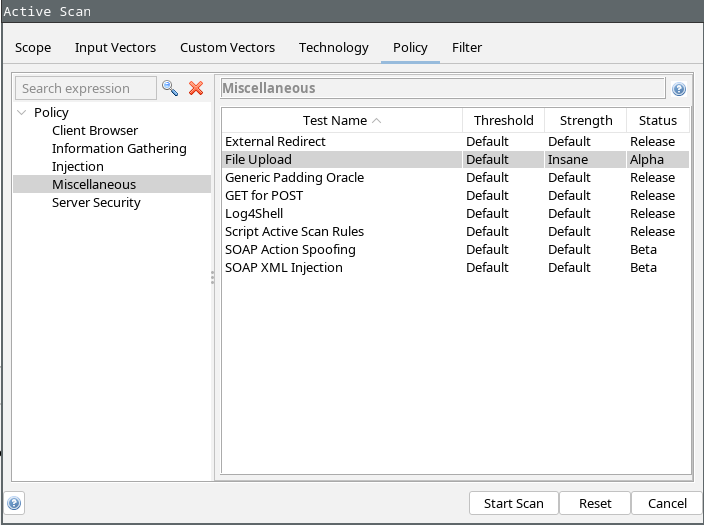 Active Scan
Scope Input Vectors Custom Vectors Technology Policy Filter
Search expression
Miscellaneous
Policy
Client Browser
Information Gathering
Injection
Miscellaneous
Server Security
Test Name Threshold Strength Status
External Redirect Default Default Release
File Upload Default Insane Alpha
Generic Padding Oracle Default Default Release
GET for POST Default Default Release
Log4Shell Default Default Release
Script Active Scan Rules Default Default Release
SOAP Action Spoofing Default Default Beta
SOAP XML Injection Default Default Beta
Start Scan Reset Cancel